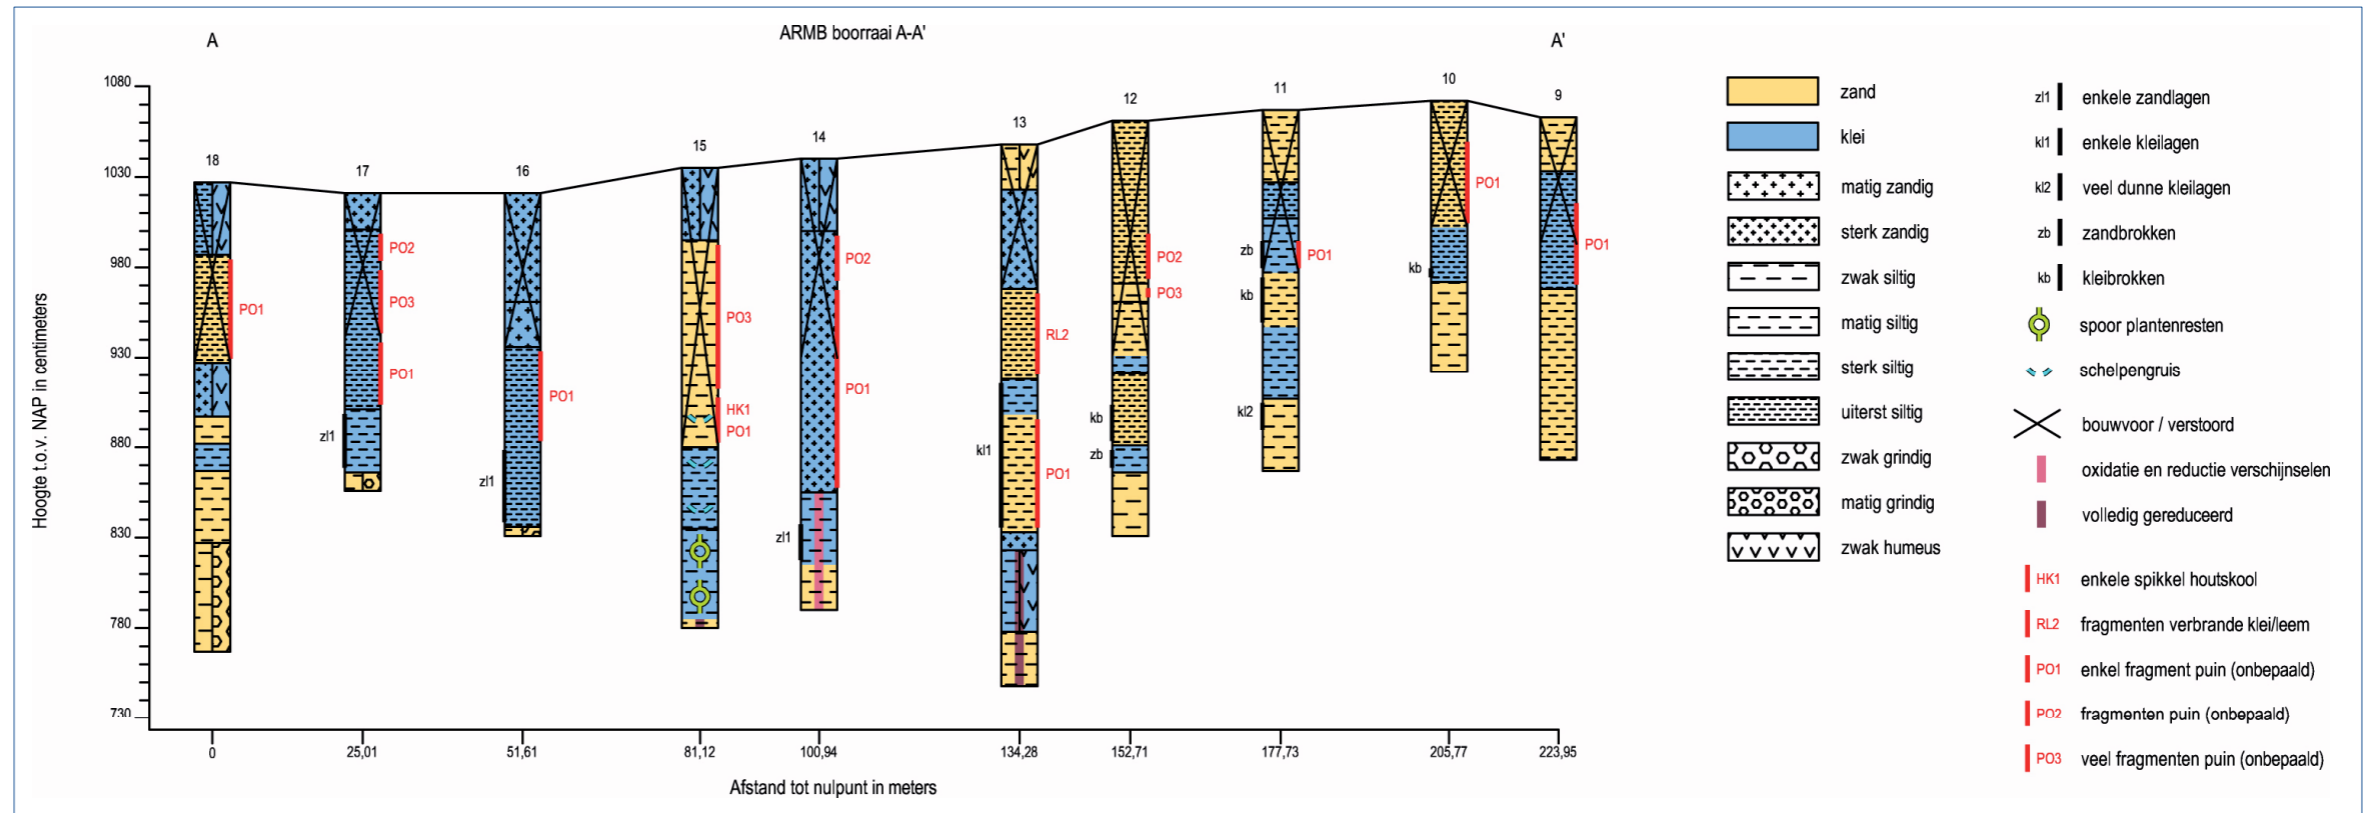 ARMB boorraai A-A'
A
A'
Hoogte t.o.v. NAP in centimeters
1080
1030
980
930
880
830
780
730
18
17
16
15
14
13
12
11
10
9
PO1
PO2
PO3
PO1
zl1
PO1
zl1
PO3
HK1
PO1
PO2
PO1
zl1
RL2
kl1
PO1
PO2
PO3
kb
zb
zb
PO1
kb
kl2
PO1
kb
PO1
0
25,01
51,61
81,12
100,94
134,28
152,71
177,73
205,77
223,95
Afstand tot nulpunt in meters
zand
klei
matig zandig
sterk zandig
zwak siltig
matig siltig
sterk siltig
uiterst siltig
zwak grindig
matig grindig
zwak humeus
zl1 enkele zandlagen
kl1 enkele kleilagen
kl2 veel dunne kleilagen
zb zandbrokken
kb kleibrokken
spoor plantenresten
schelpengruis
bouwvoor / verstoord
oxidatie en reductie verschijnselen
volledig gereduceerd
HK1 enkele spikkel houtskool
RL2 fragmenten verbrande klei/leem
PO1 enkel fragment puin (onbepaald)
PO2 fragmenten puin (onbepaald)
PO3 veel fragmenten puin (onbepaald)